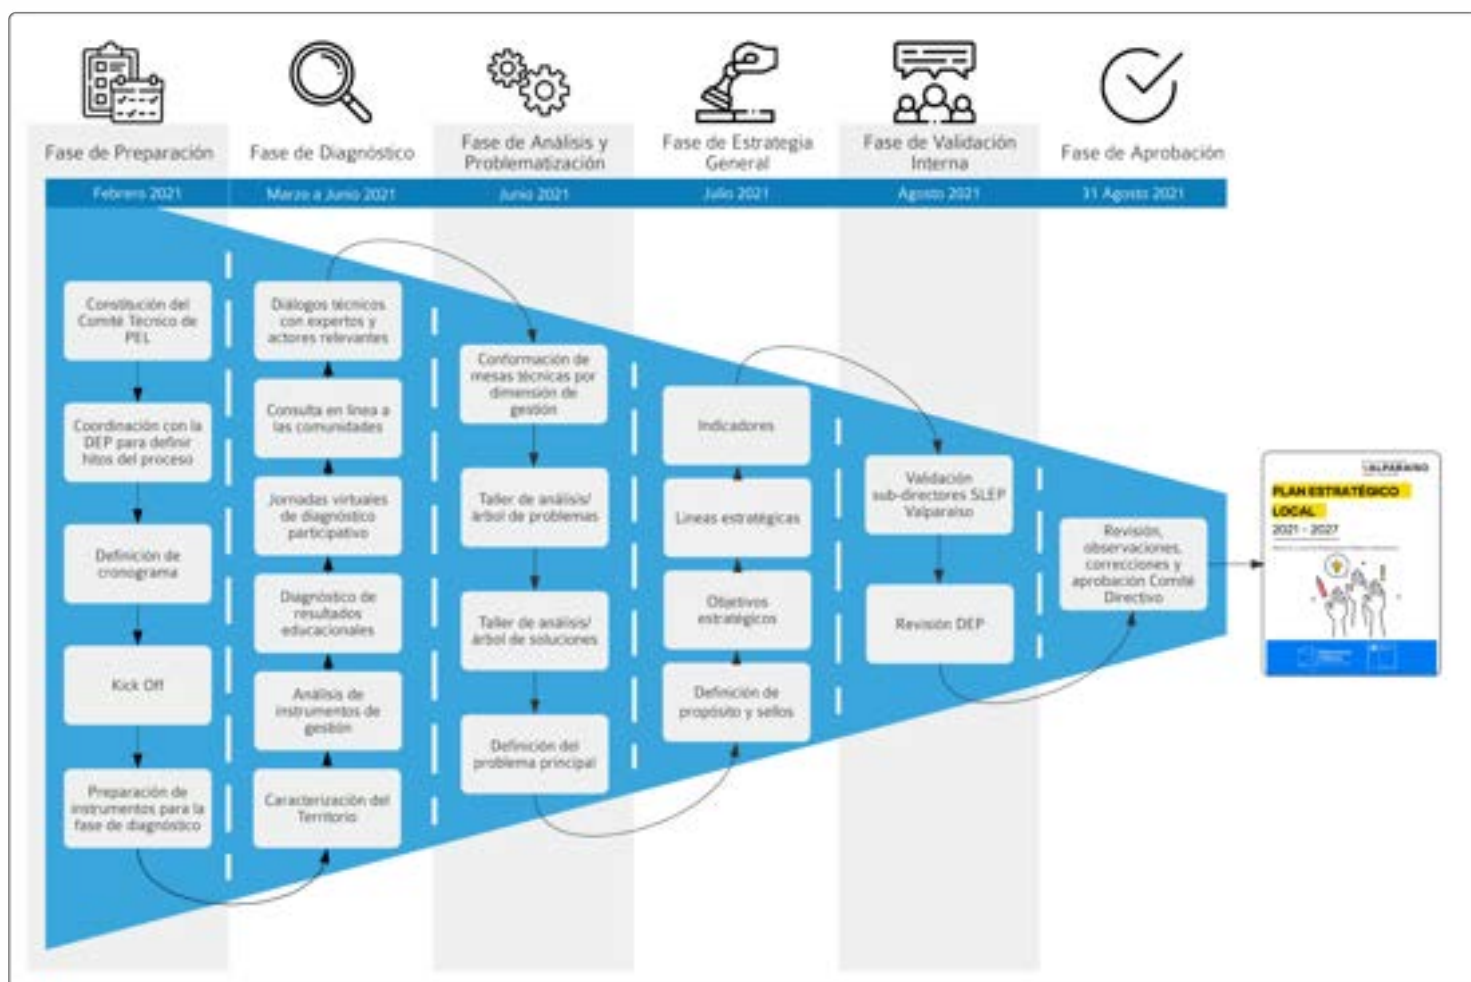 Fase de Preparación
Fase de Diagnóstico
Fase de Análisis y
Problematización
Fase de Estrategia
General
Fase de Validación
Interna
Fase de Aprobación
Febrero 2021
Marzo a Junio 2021
Junio 2021
Julio 2021
Agosto 2021
31 Agosto 2021
Constitución del
Comité Técnico de
PEL
Coordinación con la
DEP para definir
hitos del proceso
Definición de
cronograma
Kick Off
Preparación de
instrumentos para la
fase de diagnóstico
Diálogos técnicos
con expertos y
actores relevantes
Consulta en línea a
las comunidades
Jornadas virtuales
de diagnóstico
participativo
Diagnóstico de
resultados
educacionales
Análisis de
instrumentos de
gestión
Caracterización del
Territorio
Conformación de
mesas técnicas por
dimensión de
gestión
Taller de análisis/
árbol de problemas
Taller de análisis/
árbol de soluciones
Definición del
problema principal
Indicadores
Líneas estratégicas
Objetivos
estratégicos
Definición de
propósito y sellos
Validación
sub-directores SLEP
Valparaíso
Revisión DEP
Revisión,
observaciones,
correcciones y
aprobación Comité
Directivo
VALPARAÍSO
PLAN ESTRATÉGICO
LOCAL
2021 - 2027